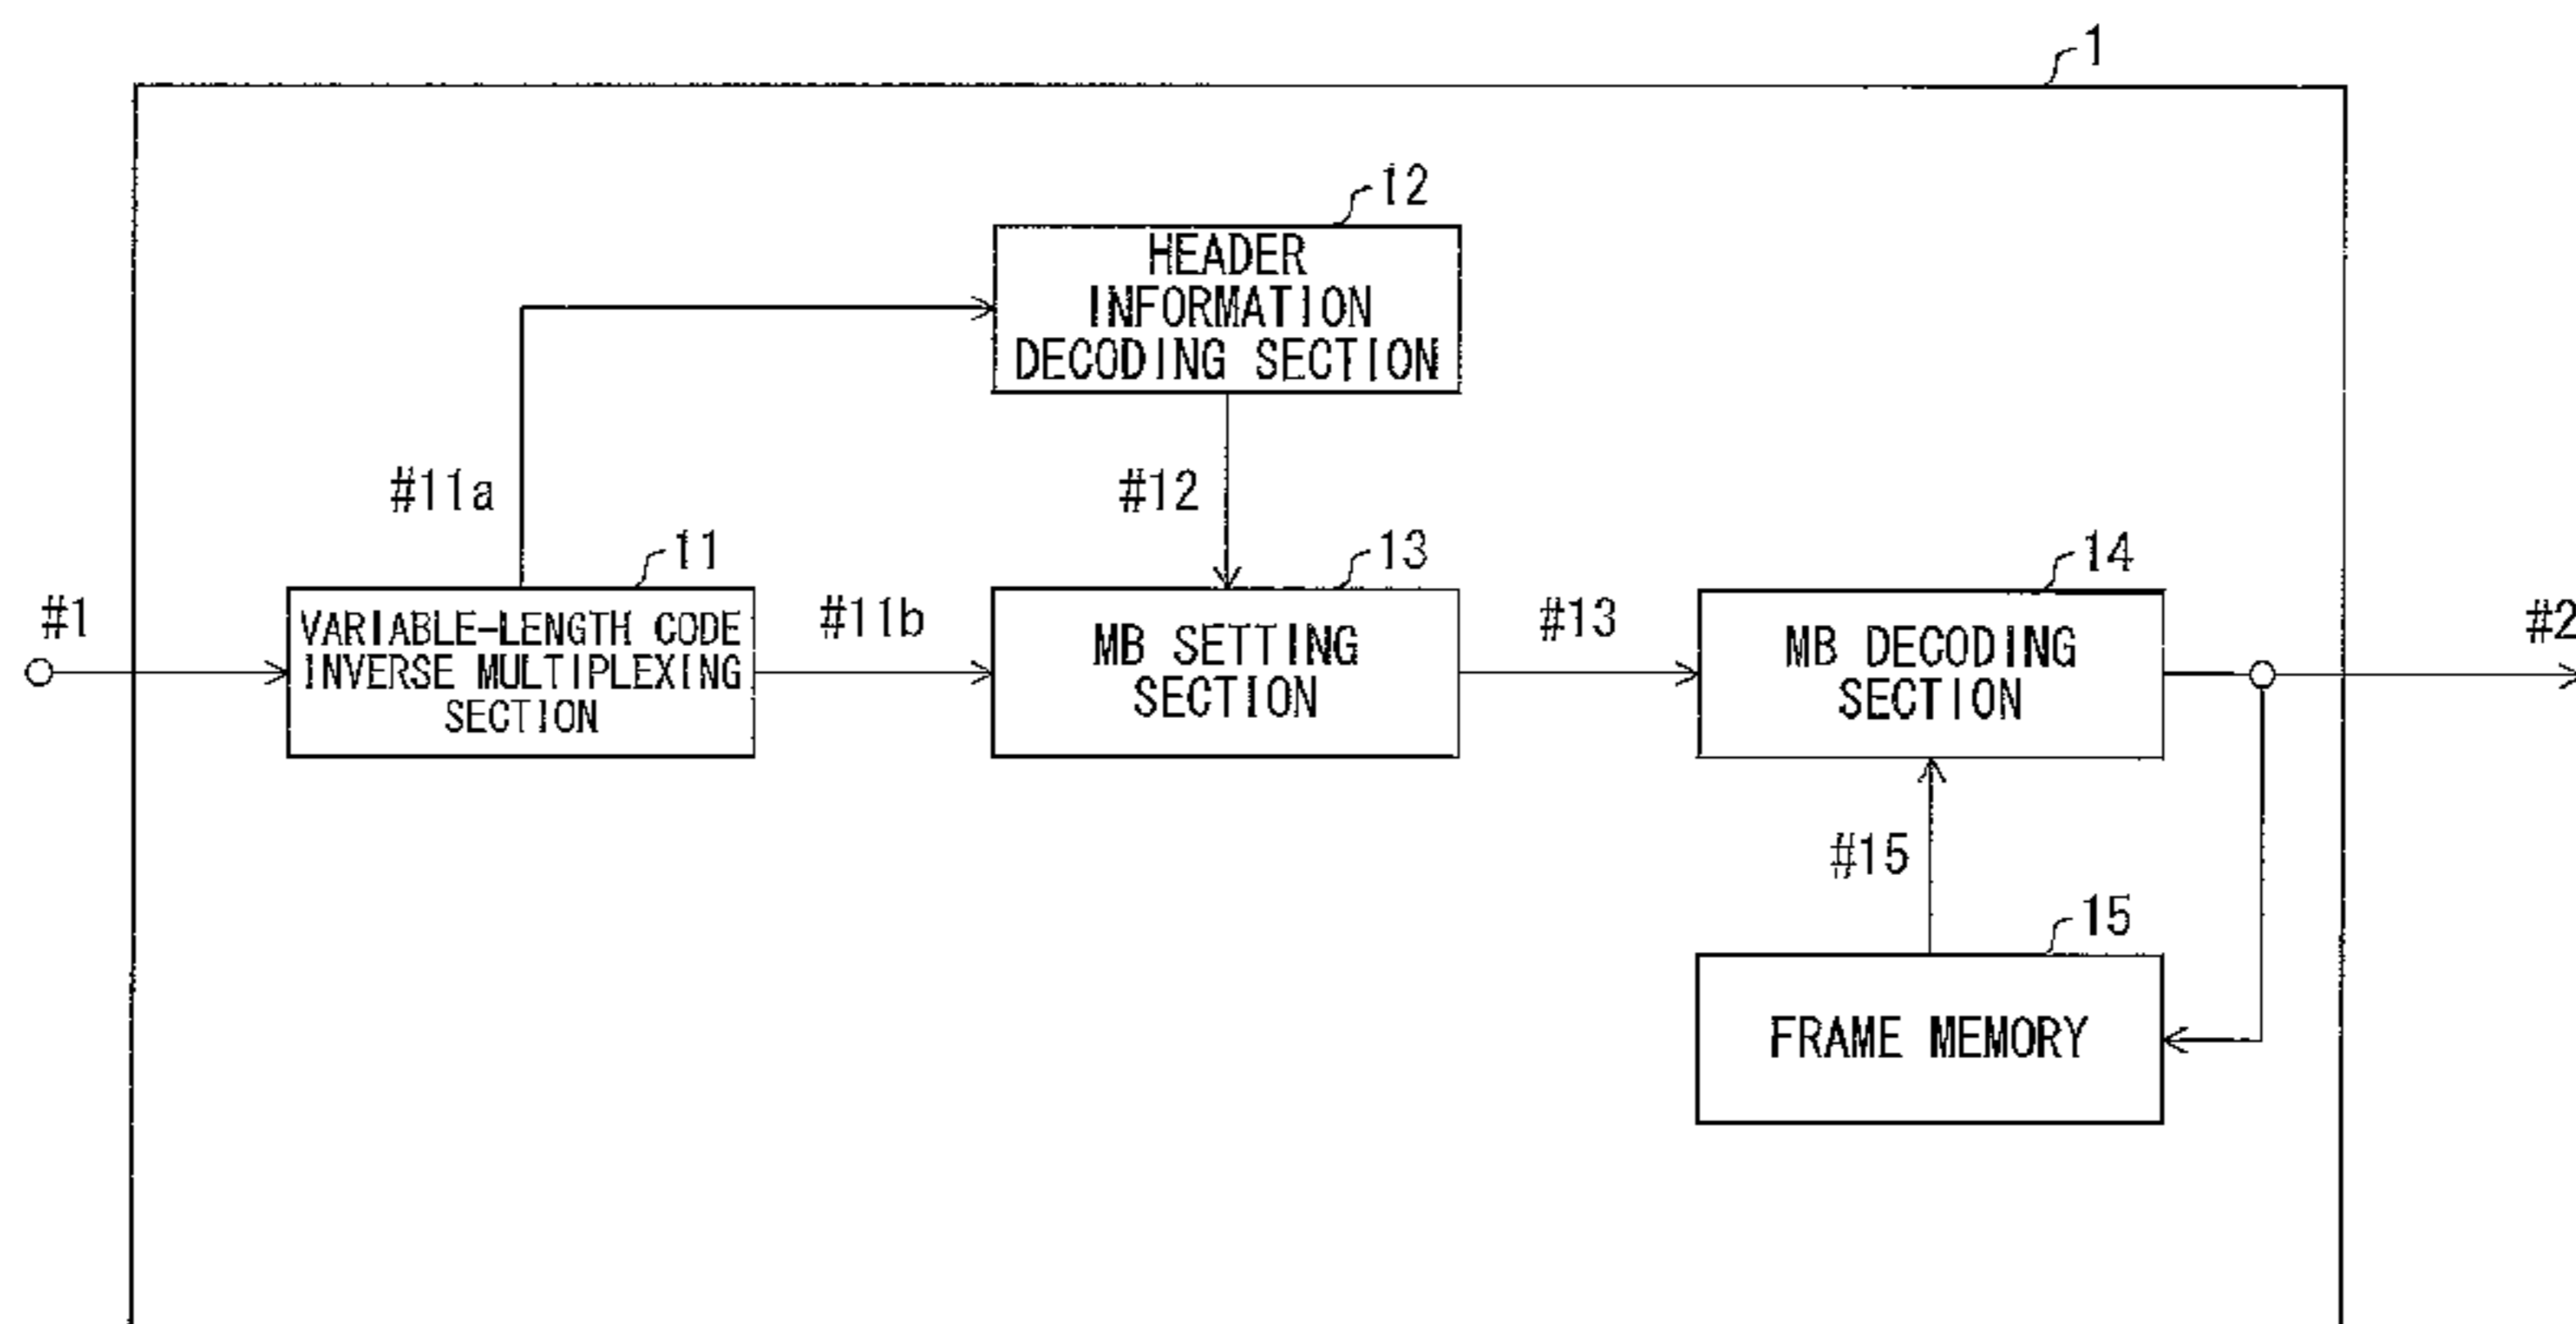 1
12
HEADER
INFORMATION
DECODING SECTION
#11a
#12
11
13
14
#1
VARIABLE-LENGTH CODE
INVERSE MULTIPLEXING
SECTION
#11b
MB SETTING
SECTION
#13
MB DECODING
SECTION
#2
#15
15
FRAME MEMORY